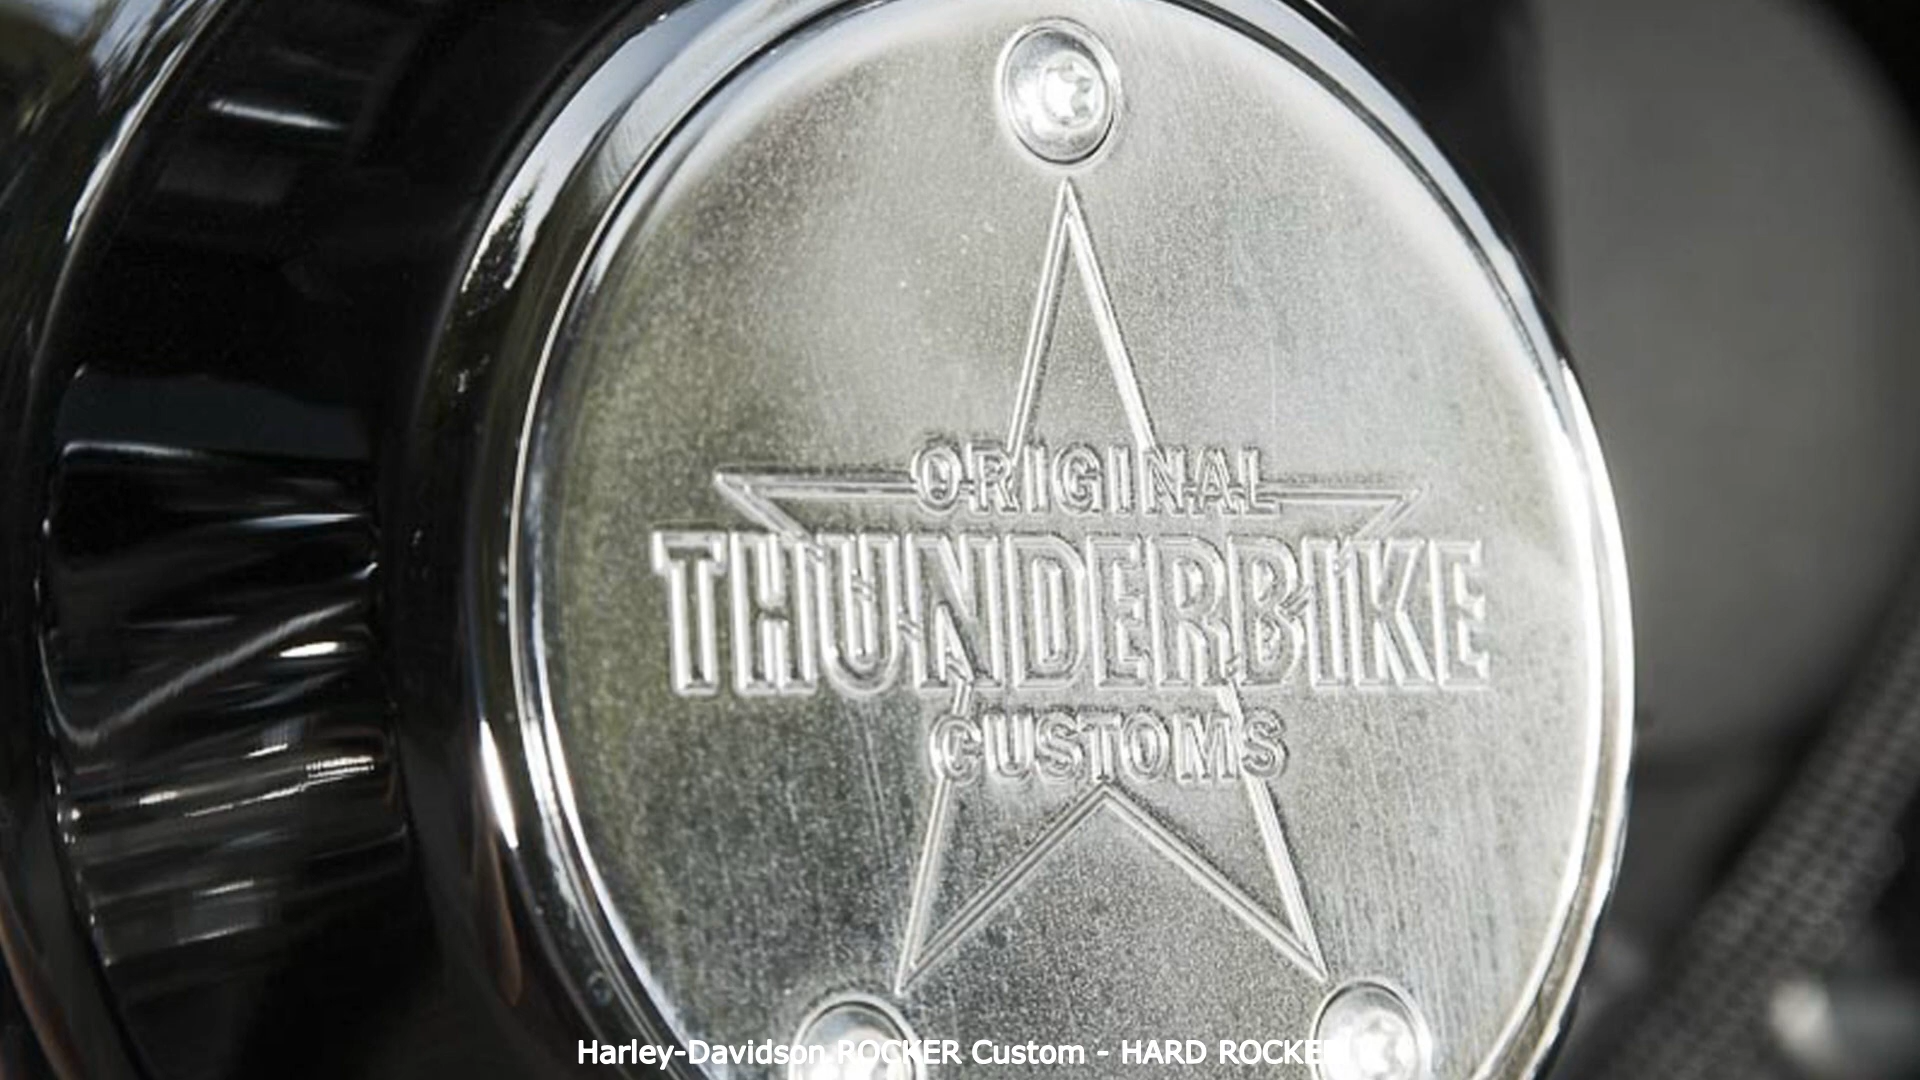 ORIGINAL
THUNDERBIKE
CUSTOMS
Harley-Davidson ROCKER Custom - HARD ROCKER